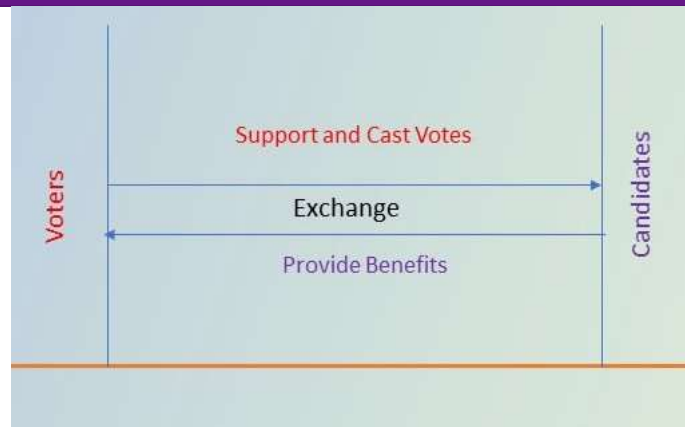 Support and Cast Votes
Voters
Exchange
Candidates
Provide Benefits